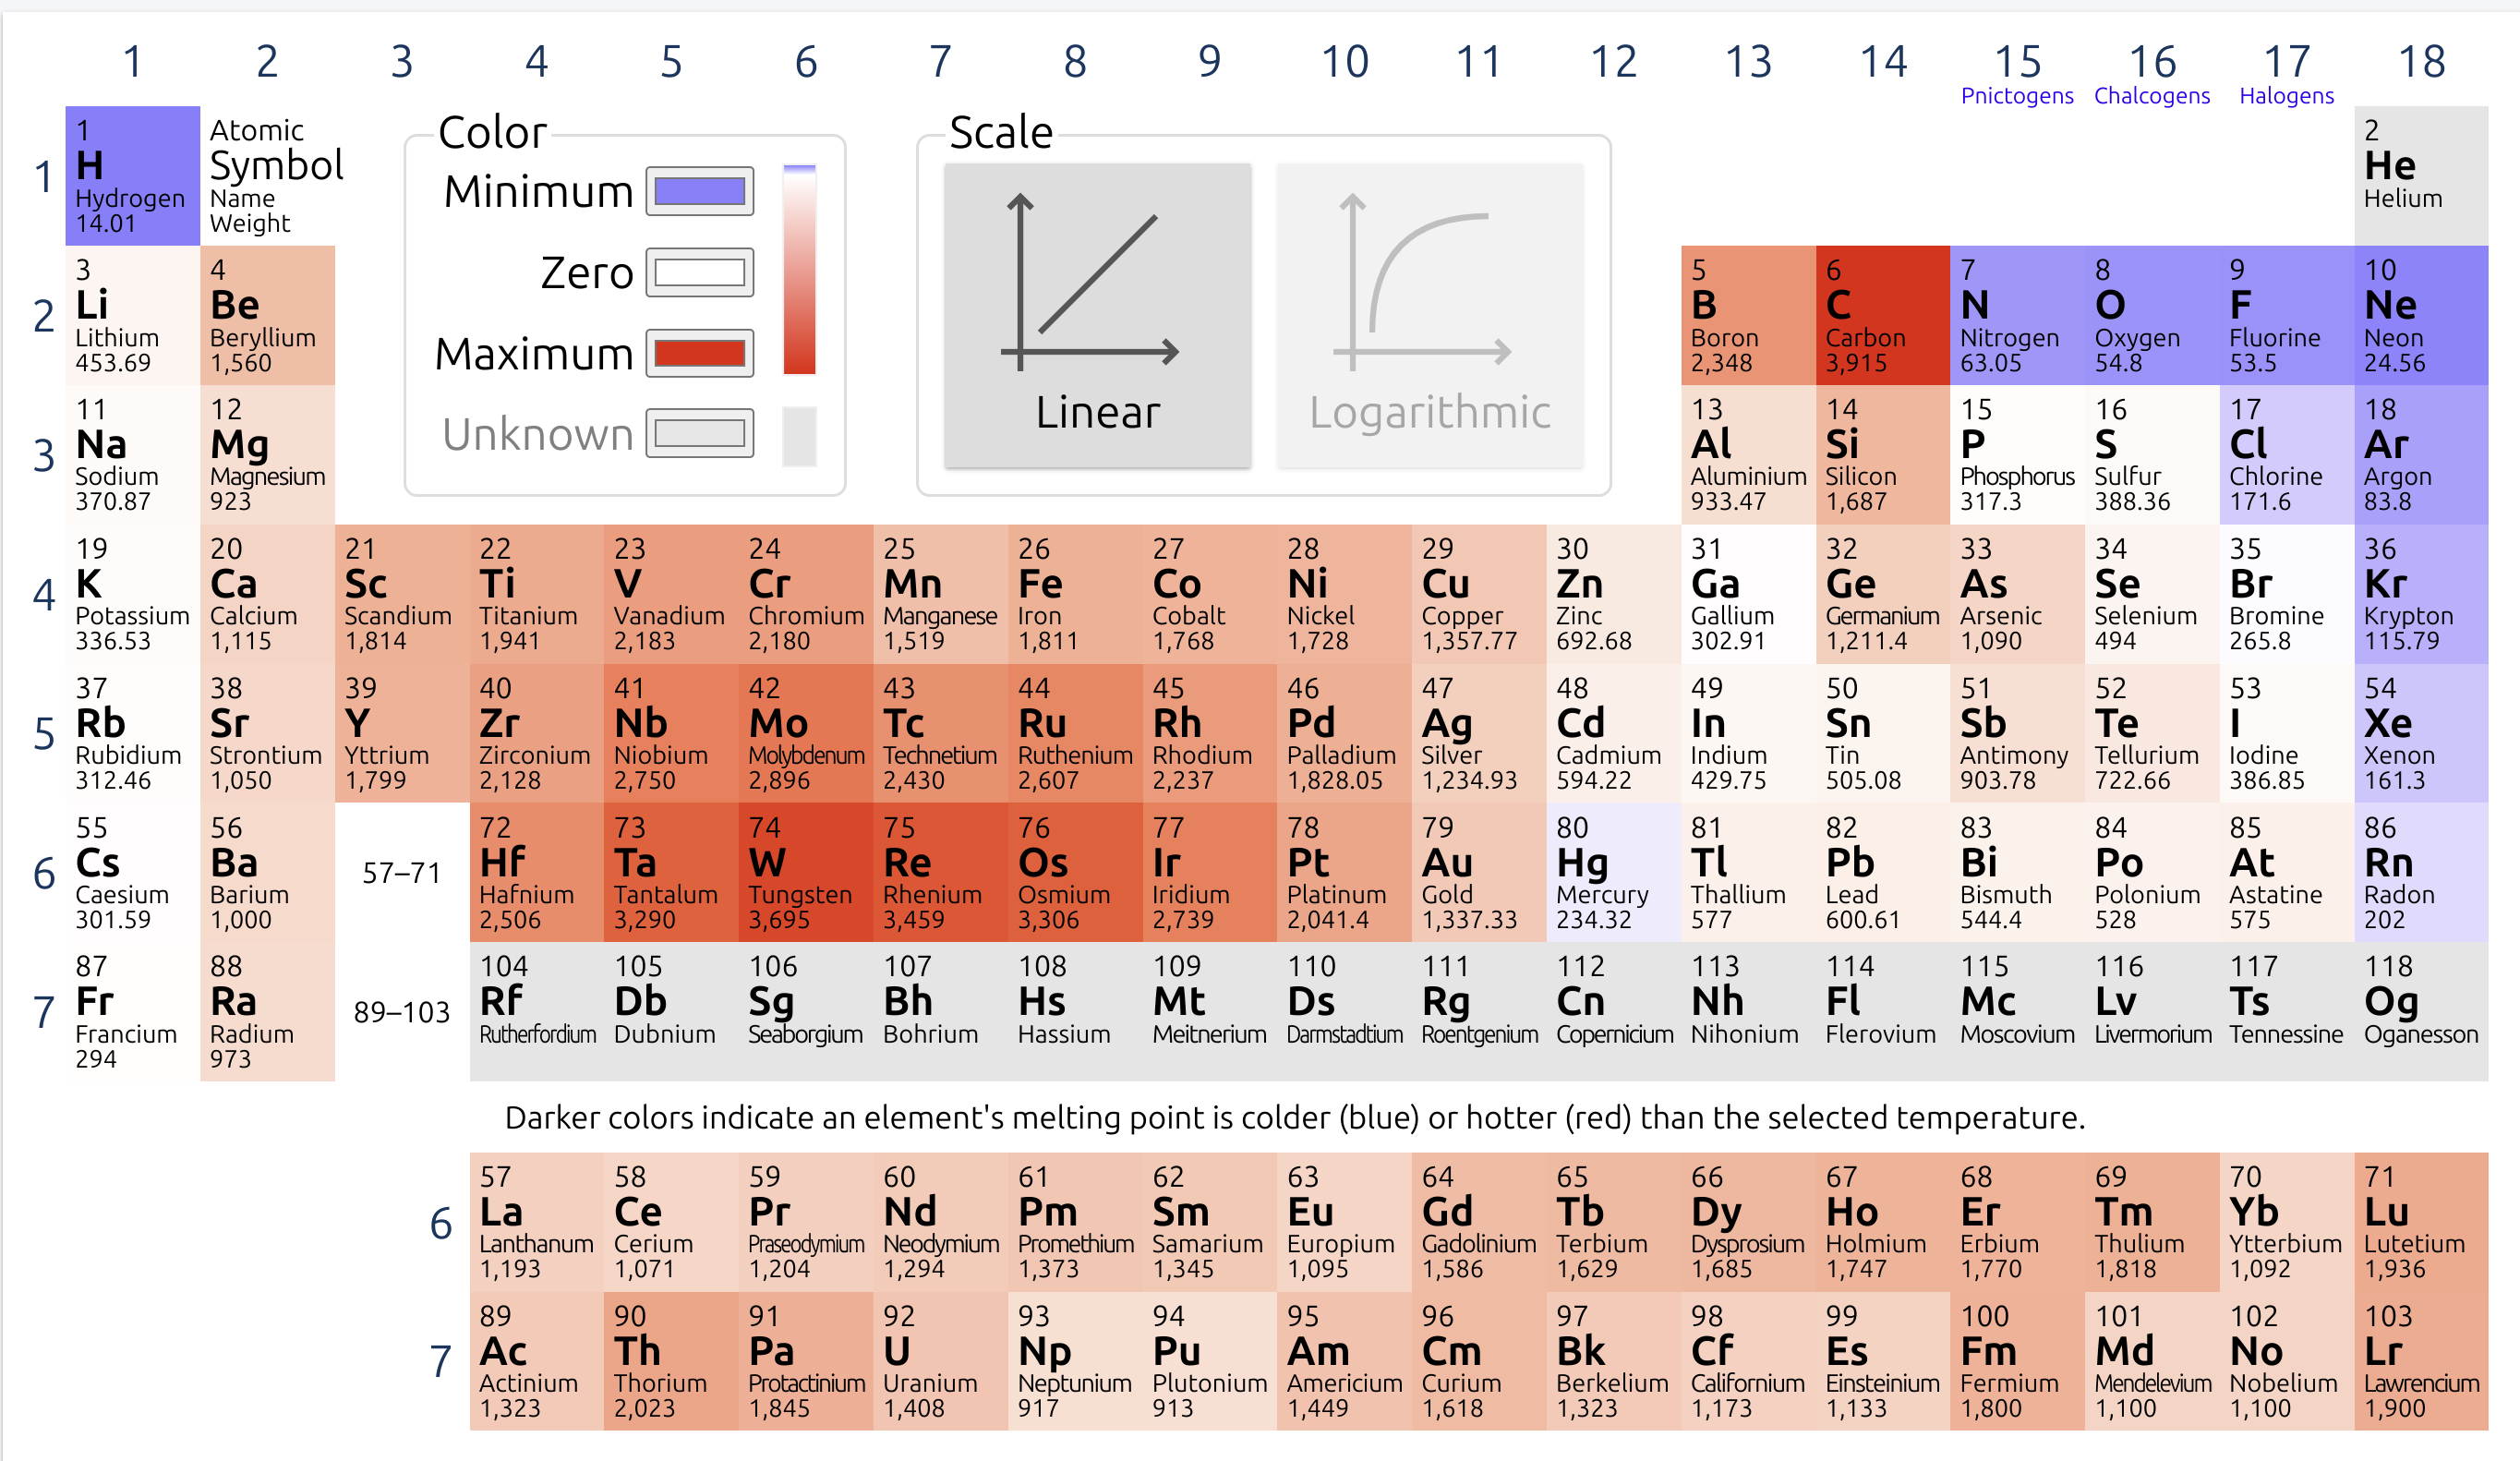 1 2 3 4 5 6 7 8 9 10 11 12 13 14 15 16 17 18
Pnictogens Chalcogens Halogens
1
1
H
Hydrogen
14.01
Atomic
Symbol
Name
Weight
Color
Minimum
Zero
Maximum
Unknown
Scale
Linear
Logarithmic
2
He
Helium
2
3 4 5 6 7 8 9 10
Li Be B C N O F Ne
Lithium Beryllium Boron Carbon Nitrogen Oxygen Fluorine Neon
453.69 1,560 2,348 3,915 63.05 54.8 53.5 24.56
3
11 12 13 14 15 16 17 18
Na Mg Al Si P S Cl Ar
Sodium Magnesium Aluminium Silicon Phosphorus Sulfur Chlorine Argon
370.87 923 933.47 1,687 317.3 388.36 171.6 83.8
4
19 20 21 22 23 24 25 26 27 28 29 30 31 32 33 34 35 36
K Ca Sc Ti V Cr Mn Fe Co Ni Cu Zn Ga Ge As Se Br Kr
Potassium Calcium Scandium Titanium Vanadium Chromium Manganese Iron Cobalt Nickel Copper Zinc Gallium Germanium Arsenic Selenium Bromine Krypton
336.53 1,115 1,814 1,941 2,183 2,180 1,519 1,811 1,768 1,728 1,357.77 692.68 302.91 1,211.4 1,090 494 265.8 115.79
5
37 38 39 40 41 42 43 44 45 46 47 48 49 50 51 52 53 54
Rb Sr Y Zr Nb Mo Tc Ru Rh Pd Ag Cd In Sn Sb Te I Xe
Rubidium Strontium Yttrium Zirconium Niobium Molybdenum Technetium Ruthenium Rhodium Palladium Silver Cadmium Indium Tin Antimony Tellurium Iodine Xenon
312.46 1,050 1,799 2,128 2,750 2,896 2,430 2,607 2,237 1,828.05 1,234.93 594.22 429.75 505.08 903.78 722.66 386.85 161.3
6
55 56 72 73 74 75 76 77 78 79 80 81 82 83 84 85 86
Cs Ba 57–71 Hf Ta W Re Os Ir Pt Au Hg Tl Pb Bi Po At Rn
Caesium Barium Hafnium Tantalum Tungsten Rhenium Osmium Iridium Platinum Gold Mercury Thallium Lead Bismuth Polonium Astatine Radon
301.59 1,000 2,506 3,290 3,695 3,459 3,306 2,739 2,041.4 1,337.33 234.32 577 600.61 544.4 528 575 202
7
87 88 104 105 106 107 108 109 110 111 112 113 114 115 116 117 118
Fr Ra 89–103 Rf Db Sg Bh Hs Mt Ds Rg Cn Nh Fl Mc Lv Ts Og
Francium Radium Rutherfordium Dubnium Seaborgium Bohrium Hassium Meitnerium Darmstadtium Roentgenium Copernicium Nihonium Flerovium Moscovium Livermorium Tennessine Oganesson
294 973
Darker colors indicate an element's melting point is colder (blue) or hotter (red) than the selected temperature.
6
57 58 59 60 61 62 63 64 65 66 67 68 69 70 71
La Ce Pr Nd Pm Sm Eu Gd Tb Dy Ho Er Tm Yb Lu
Lanthanum Cerium Praseodymium Neodymium Promethium Samarium Europium Gadolinium Terbium Dysprosium Holmium Erbium Thulium Ytterbium Lutetium
1,193 1,071 1,204 1,294 1,373 1,345 1,095 1,586 1,629 1,685 1,747 1,770 1,818 1,092 1,936
7
89 90 91 92 93 94 95 96 97 98 99 100 101 102 103
Ac Th Pa U Np Pu Am Cm Bk Cf Es Fm Md No Lr
Actinium Thorium Protactinium Uranium Neptunium Plutonium Americium Curium Berkelium Californium Einsteinium Fermium Mendelevium Nobelium Lawrencium
1,323 2,023 1,845 1,408 917 913 1,449 1,618 1,323 1,173 1,133 1,800 1,100 1,100 1,900